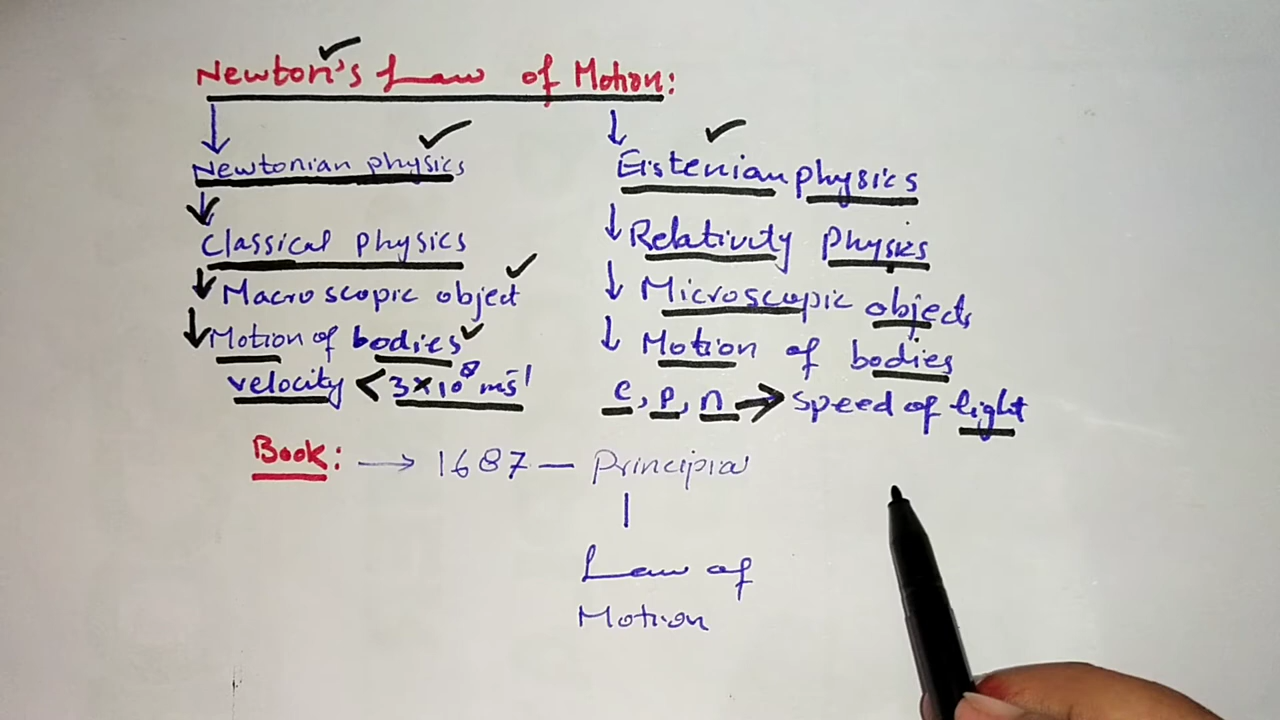 Newton's Law of Motion:
Newtonian physics
Classical physics
Macroscopic object
Motion of bodies
velocity < 3×10⁸ ms⁻¹
Eistenian physics
Relativity physics
Microscopic objects
Motion of bodies
e, p, n → speed of light
Book: → 1687 — Principia
Law of
Motion